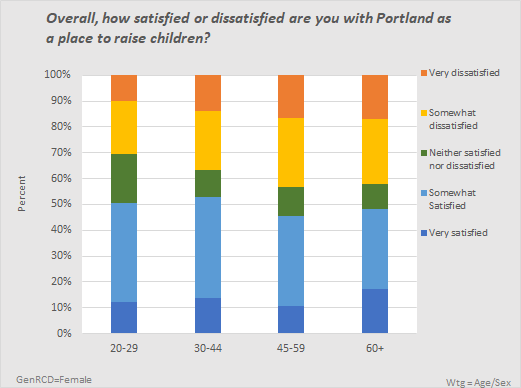 Overall, how satisfied or dissatisfied are you with Portland as
a place to raise children?
100%
90%
80%
70%
60%
50%
40%
30%
20%
10%
0%
Percent
20-29
30-44
45-59
60+
Very dissatisfied
Somewhat
dissatisfied
Neither satisfied
nor dissatisfied
Somewhat
Satisfied
Very satisfied
GenRCD=Female
Wtg = Age/Sex